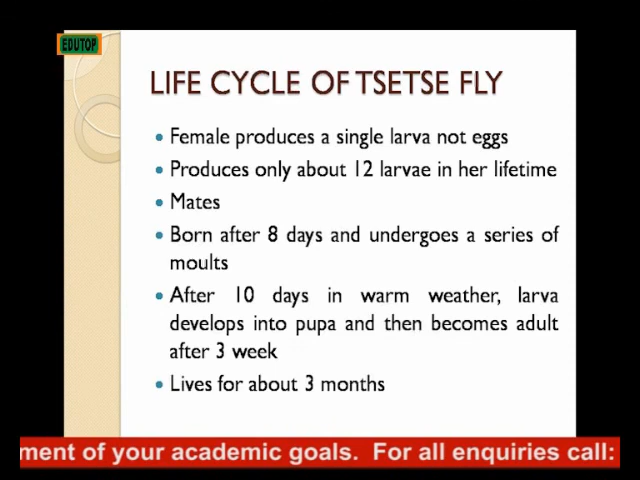 EDUTOP
LIFE CYCLE OF TSETSE FLY
• Female produces a single larva not eggs
• Produces only about 12 larvae in her lifetime
• Mates
• Born after 8 days and undergoes a series of
moults
• After 10 days in warm weather, larva
develops into pupa and then becomes adult
after 3 week
• Lives for about 3 months
ment of your academic goals. For all enquiries call: